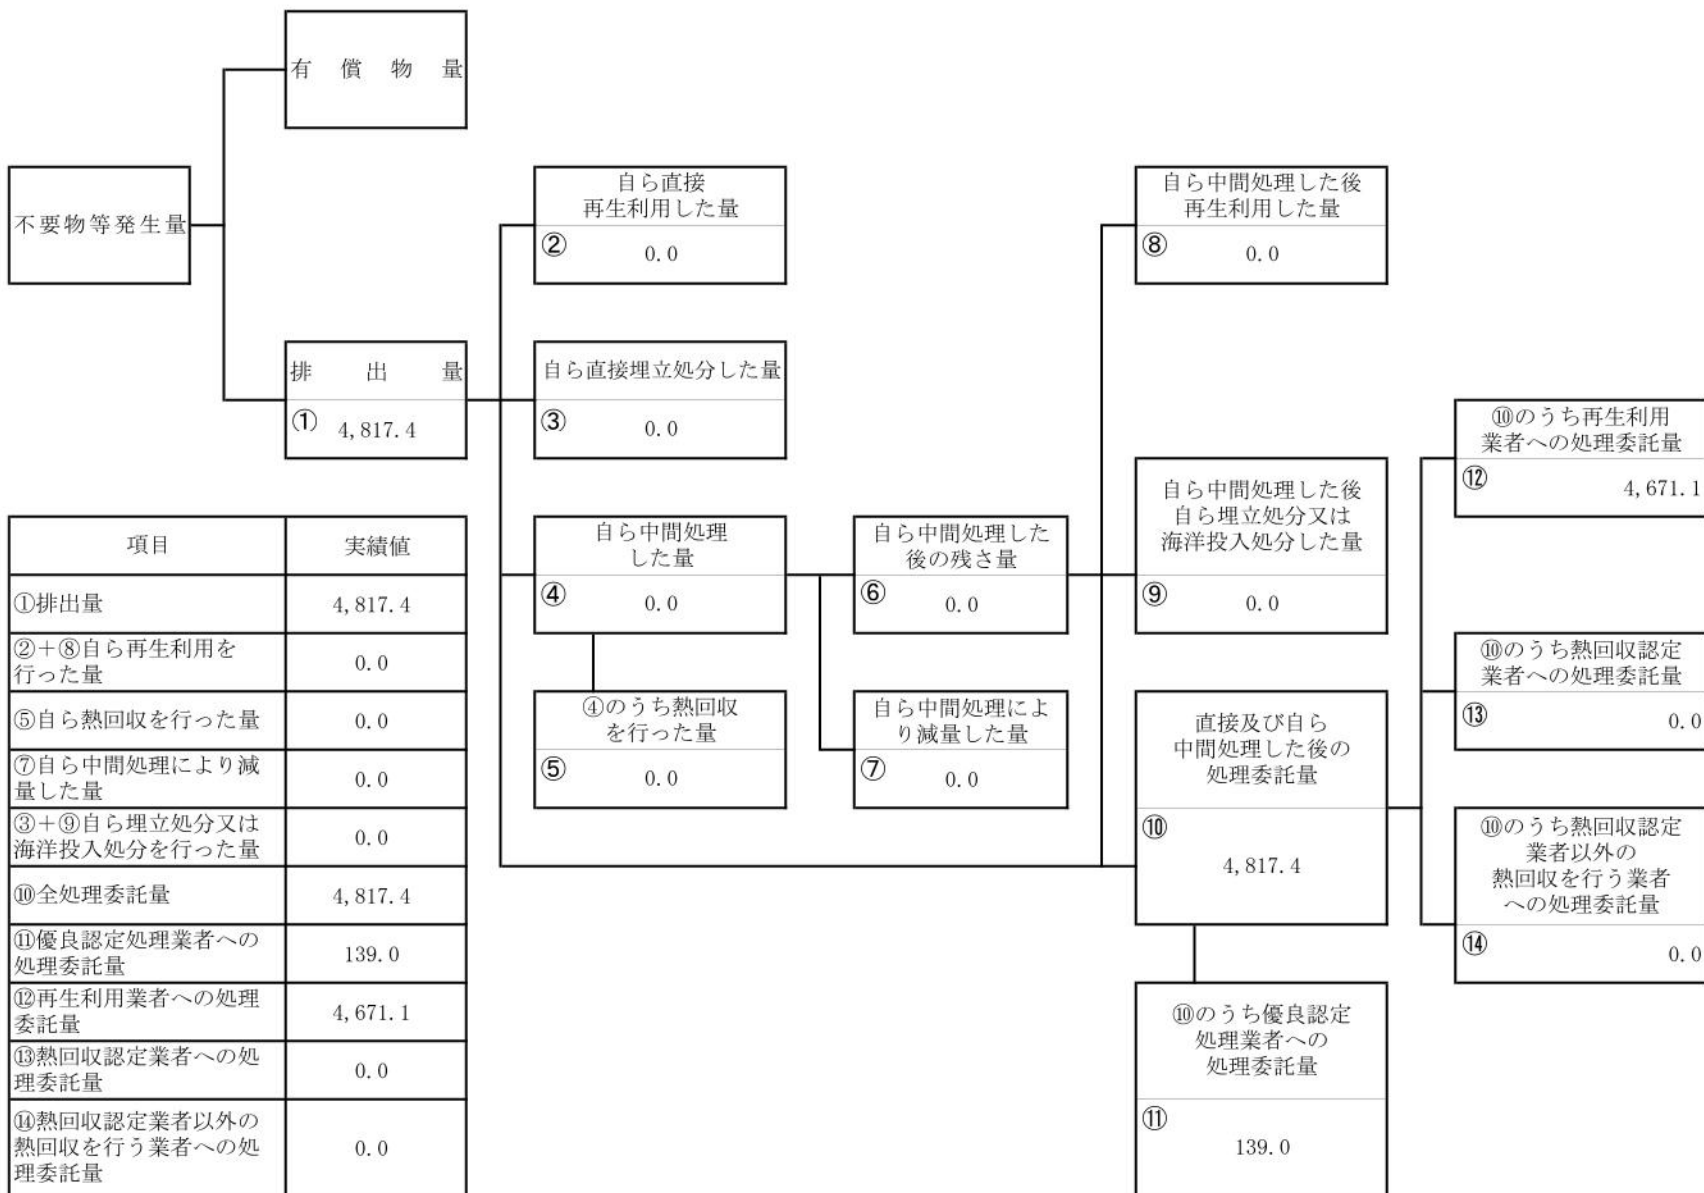 有償物量
不要物等発生量
排出量
① 4,817.4
自ら直接
再生利用した量
② 0.0
自ら直接埋立処分した量
③ 0.0
自ら中間処理
した量
④ 0.0
④のうち熱回収
を行った量
⑤ 0.0
自ら中間処理した
後の残さ量
⑥ 0.0
自ら中間処理によ
り減量した量
⑦ 0.0
自ら中間処理した後
再生利用した量
⑧ 0.0
自ら中間処理した後
自ら埋立処分又は
海洋投入処分した量
⑨ 0.0
直接及び自ら
中間処理した後の
処理委託量
⑩
4,817.4
⑩のうち優良認定
処理業者への
処理委託量
⑪
139.0
⑩のうち再生利用
業者への処理委託量
⑫ 4,671.1
⑩のうち熱回収認定
業者への処理委託量
⑬ 0.0
⑩のうち熱回収認定
業者以外の
熱回収を行う業者
への処理委託量
⑭ 0.0
項目 実績値
①排出量 4,817.4
②+⑧自ら再生利用を
行った量 0.0
⑤自ら熱回収を行った量 0.0
⑦自ら中間処理により減
量した量 0.0
③+⑨自ら埋立処分又は
海洋投入処分を行った量 0.0
⑩全処理委託量 4,817.4
⑪優良認定処理業者への
処理委託量 139.0
⑫再生利用業者への処理
委託量 4,671.1
⑬熱回収認定業者への処
理委託量 0.0
⑭熱回収認定業者以外の
熱回収を行う業者への処
理委託量 0.0